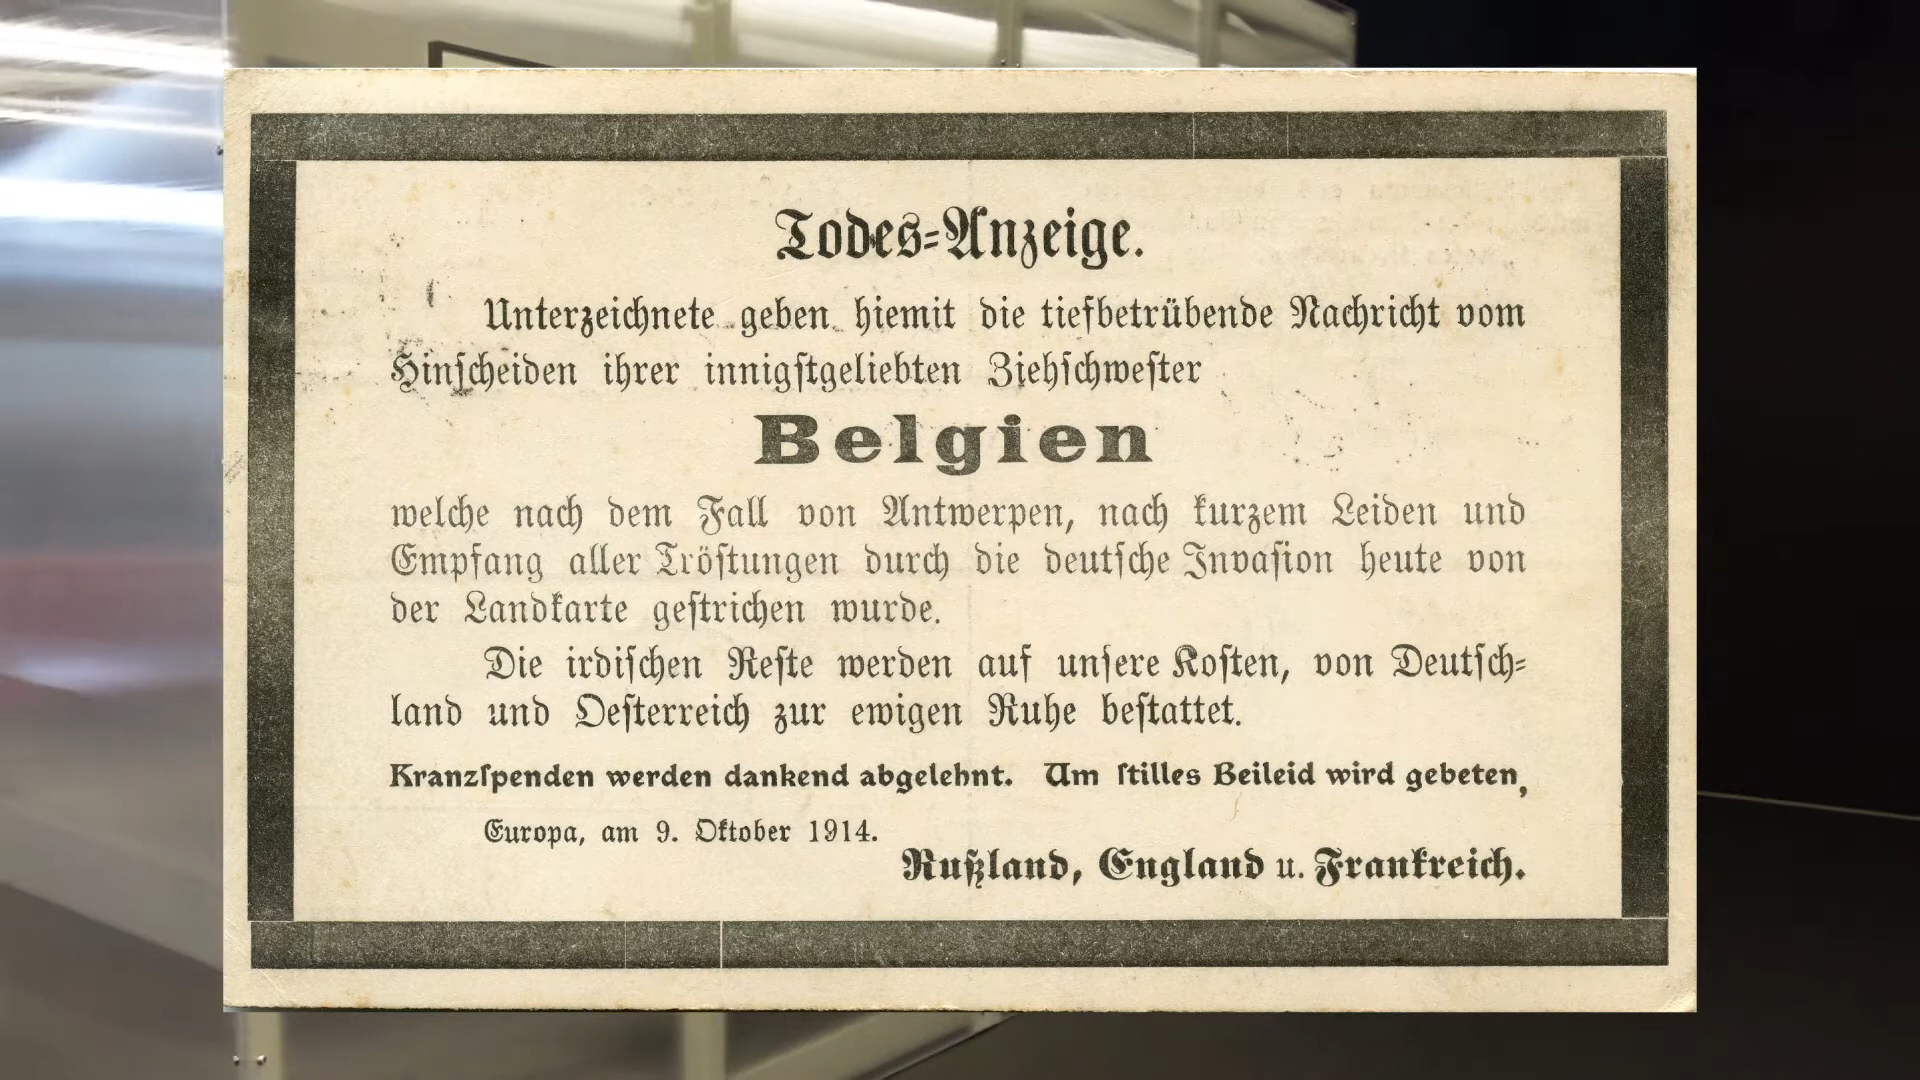 Todes=Anzeige.
Unterzeichnete geben hiemit die tiefbetrübende Nachricht vom
Hinscheiden ihrer innigstgeliebten Ziehschwester
Belgien
welche nach dem Fall von Antwerpen, nach kurzem Leiden und
Empfang aller Tröstungen durch die deutsche Invasion heute von
der Landkarte gestrichen wurde.
Die irdischen Reste werden auf unsere Kosten, von Deutsch=
land und Oesterreich zur ewigen Ruhe bestattet.
Kranzspenden werden dankend abgelehnt. Um stilles Beileid wird gebeten,
Europa, am 9. Oktober 1914.
Rußland, England u. Frankreich.